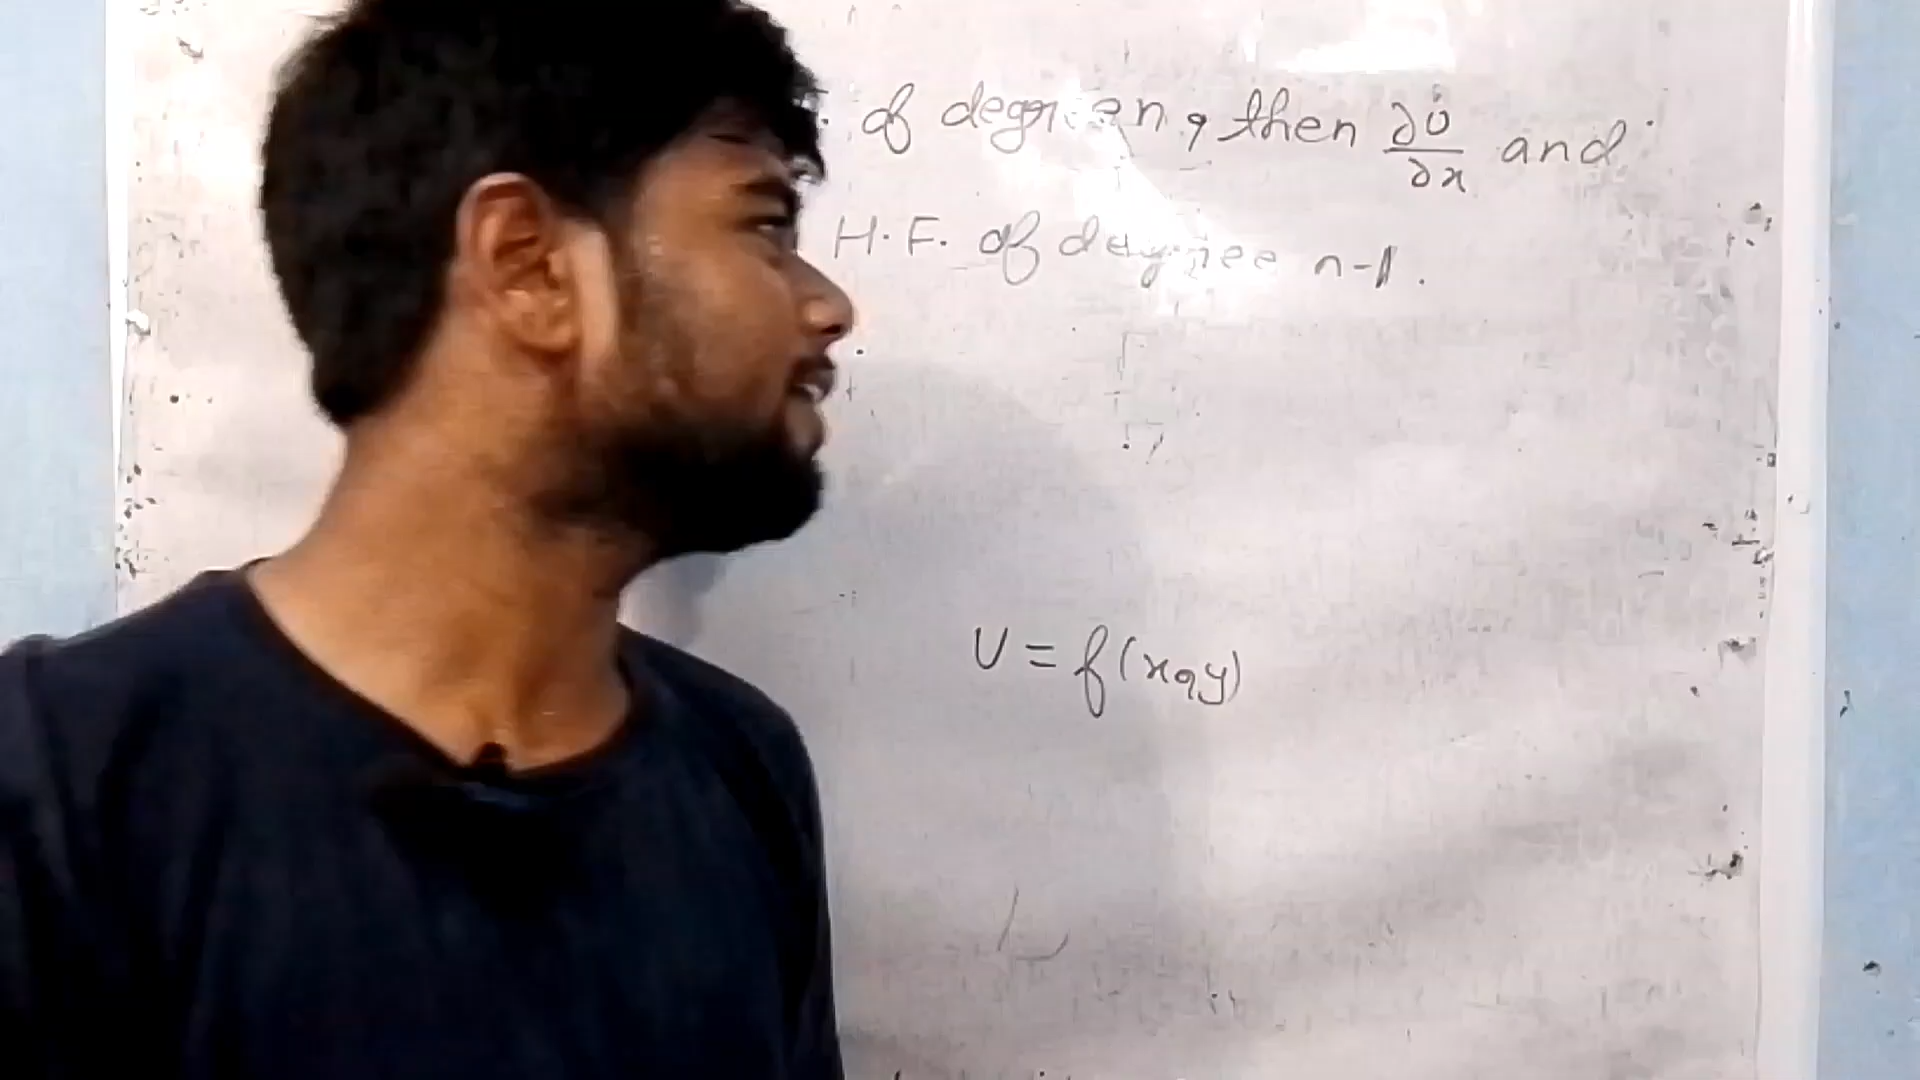 . of degree n, then ∂U/∂x and
H.F. of degree n-1.
U = f(x,y)